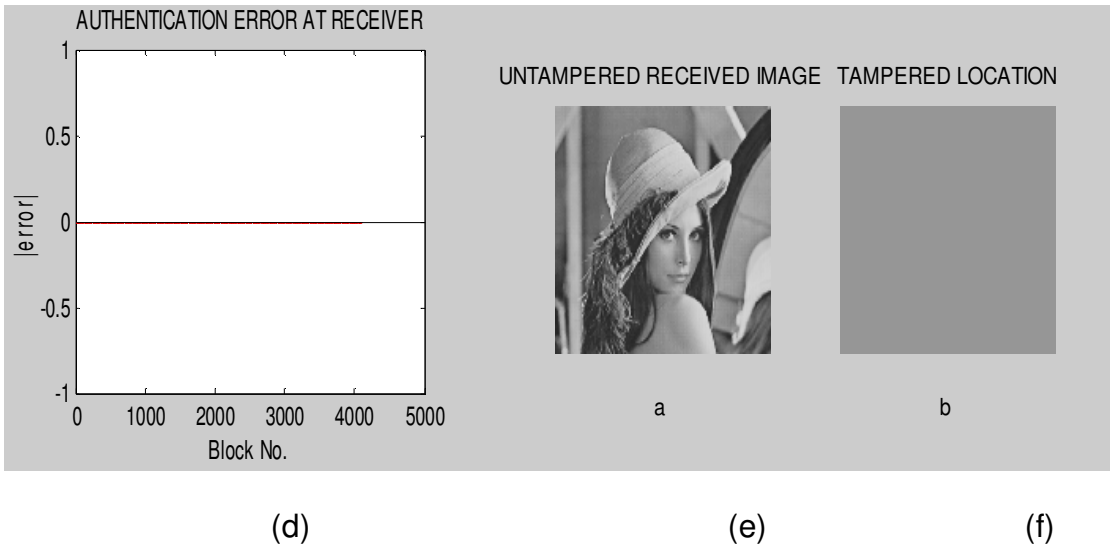 AUTHENTICATION ERROR AT RECEIVER
1
0.5
0
-0.5
-1
|error|
0 1000 2000 3000 4000 5000
Block No.
UNTAMPERED RECEIVED IMAGE TAMPERED LOCATION
a b
(d) (e) (f)